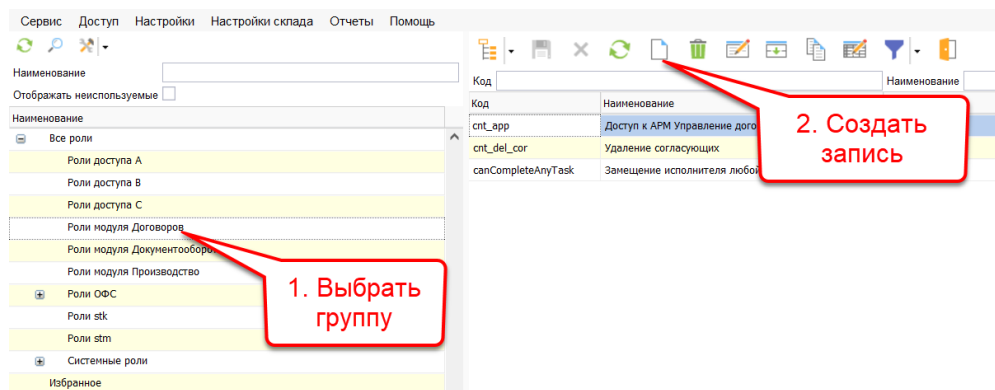 Сервис Доступ Настройки Настройки склада Отчеты Помощь
Наименование
Отображать неиспользуемые
Наименование
Все роли
Роли доступа A
Роли доступа B
Роли доступа C
Роли модуля Договоров
Роли модуля
Роли модуля Производство
Роли ОФС
Роли stk
Роли stm
Системные роли
Избранное
1. Выбрать
группу
Код Наименование
Код Наименование
cnt_app Доступ к АРМ Управление
cnt_del_cor Удаление согласующих
canCompleteAnyTask Замещение исполнителя любой
2. Создать
запись